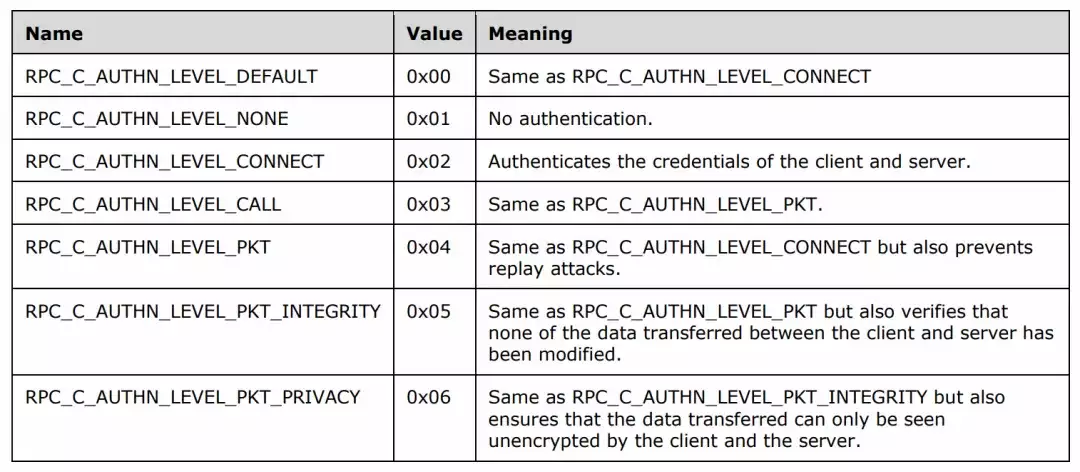 Name Value Meaning
RPC_C_AUTHN_LEVEL_DEFAULT 0x00 Same as RPC_C_AUTHN_LEVEL_CONNECT
RPC_C_AUTHN_LEVEL_NONE 0x01 No authentication.
RPC_C_AUTHN_LEVEL_CONNECT 0x02 Authenticates the credentials of the client and server.
RPC_C_AUTHN_LEVEL_CALL 0x03 Same as RPC_C_AUTHN_LEVEL_PKT.
RPC_C_AUTHN_LEVEL_PKT 0x04 Same as RPC_C_AUTHN_LEVEL_CONNECT but also prevents
replay attacks.
RPC_C_AUTHN_LEVEL_PKT_INTEGRITY 0x05 Same as RPC_C_AUTHN_LEVEL_PKT but also verifies that
none of the data transferred between the client and server has
been modified.
RPC_C_AUTHN_LEVEL_PKT_PRIVACY 0x06 Same as RPC_C_AUTHN_LEVEL_PKT_INTEGRITY but also
ensures that the data transferred can only be seen
unencrypted by the client and the server.